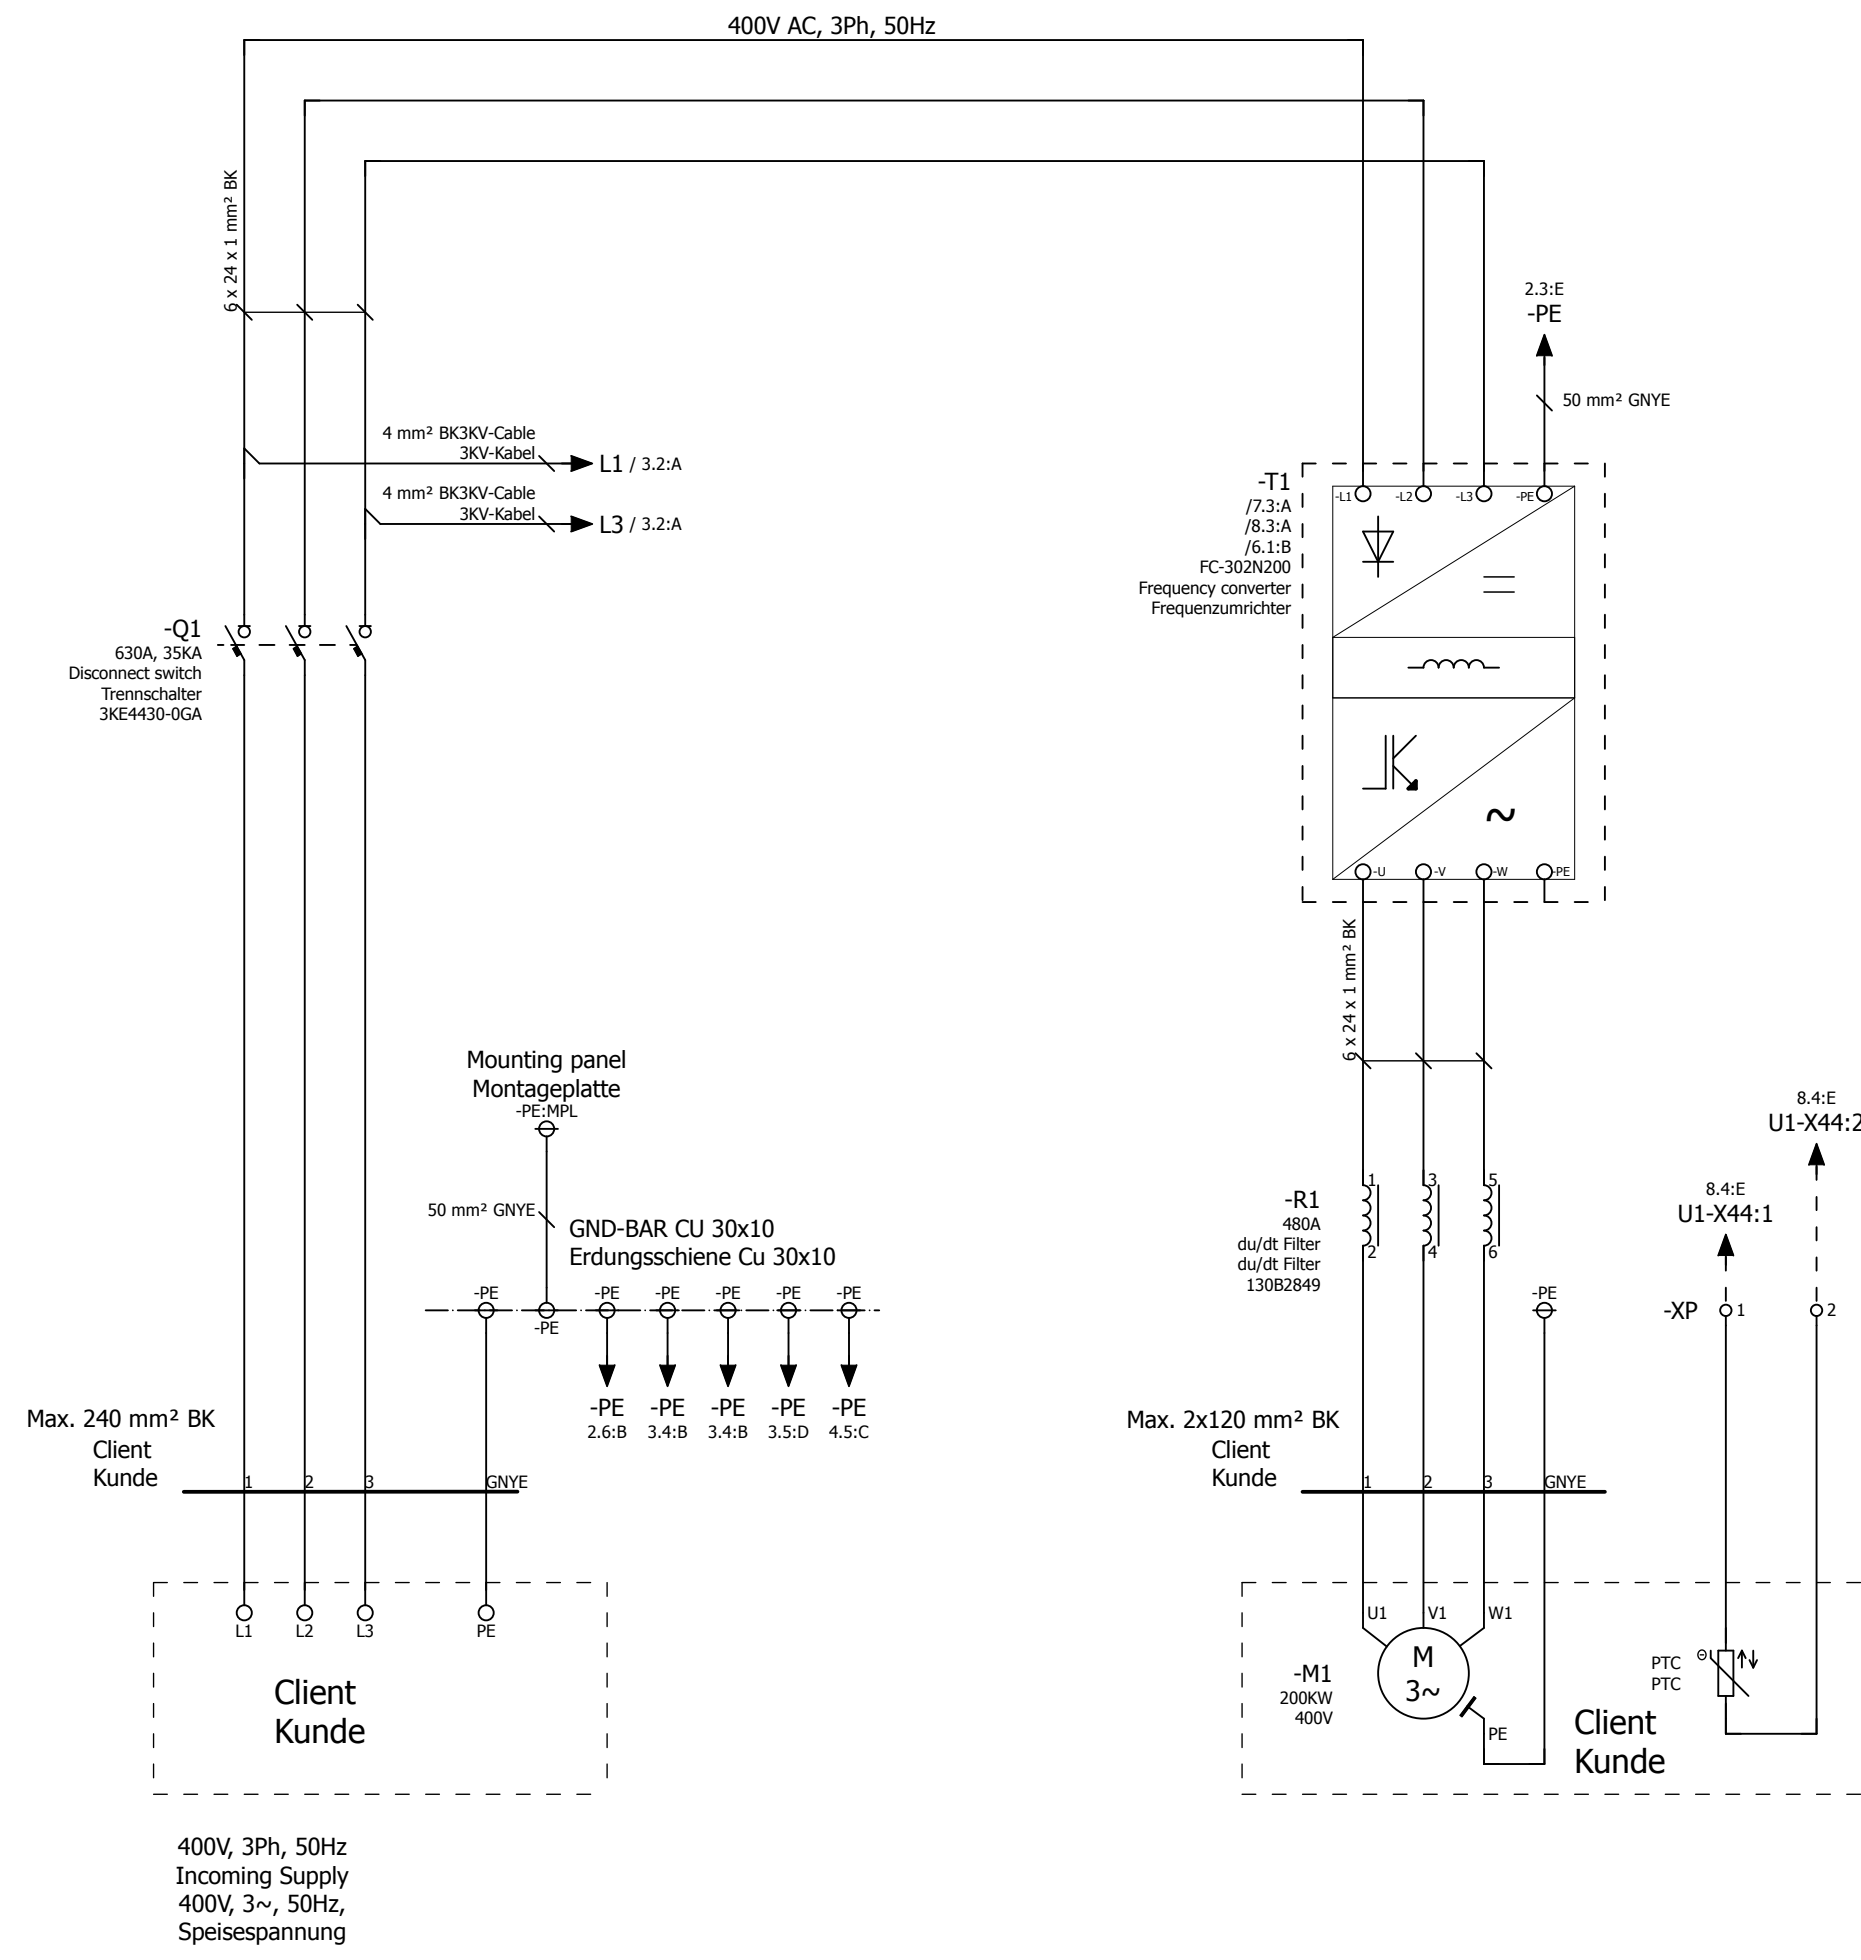 400V AC, 3Ph, 50Hz
6 x 24 x 1 mm² BK
4 mm² BK3KV-Cable
3KV-Kabel
L1 / 3.2:A
4 mm² BK3KV-Cable
3KV-Kabel
L3 / 3.2:A
-Q1
630A, 35KA
Disconnect switch
Trennschalter
3KE4430-0GA
2.3:E
-PE
50 mm² GNYE
-T1
/7.3:A
/8.3:A
/6.1:B
FC-302N200
Frequency converter
Frequenzumrichter
-L1
-L2
-L3
-PE
~
-U
-V
-W
-PE
6 x 24 x 1 mm² BK
Mounting panel
Montageplatte
-PE:MPL
50 mm² GNYE
GND-BAR CU 30x10
Erdungsschiene Cu 30x10
-PE
-PE
-PE
-PE
-PE
-PE
-PE
-PE
2.6:B
-PE
3.4:B
-PE
3.4:B
-PE
3.5:D
-PE
4.5:C
Max. 240 mm² BK
Client
Kunde
1
2
3
GNYE
L1
L2
L3
PE
Client
Kunde
400V, 3Ph, 50Hz
Incoming Supply
400V, 3~, 50Hz,
Speisespannung
-R1
480A
du/dt Filter
du/dt Filter
130B2849
1
3
5
2
4
6
-PE
8.4:E
U1-X44:2
8.4:E
U1-X44:1
-XP
1
2
Max. 2x120 mm² BK
Client
Kunde
1
2
3
GNYE
U1
V1
W1
M
3~
-M1
200KW
400V
PE
PTC
PTC
Θ
Client
Kunde